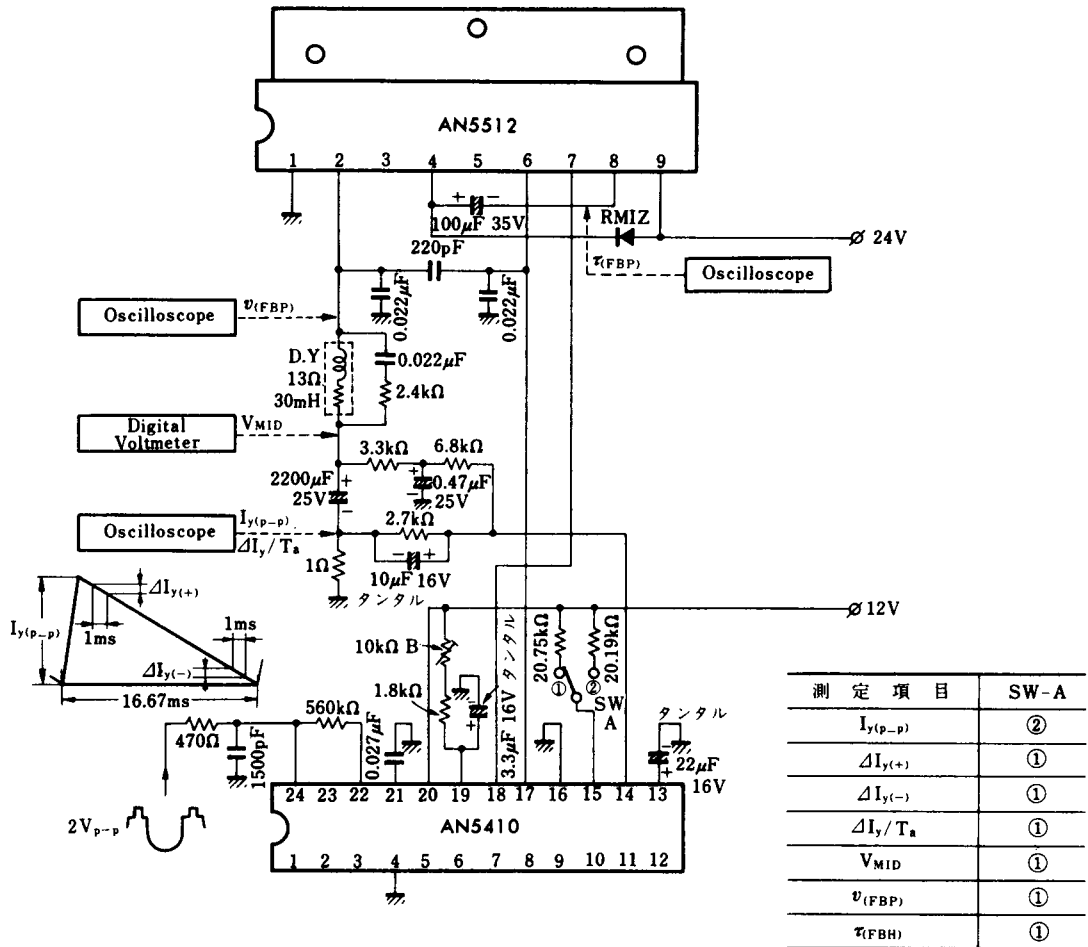 AN5512
1 2 3 4 5 6 7 8 9
+ −
100μF 35V
RMIZ
24V
220pF
τ(FBP)
Oscilloscope
0.022μF
0.022μF
Oscilloscope
v(FBP)
D.Y
13Ω
30mH
0.022μF
2.4kΩ
Digital
Voltmeter
VMID
3.3kΩ
6.8kΩ
2200μF
25V
+
−
+
−
0.47μF
25V
Oscilloscope
Iy(p-p)
ΔIy/Ta
2.7kΩ
1Ω
− +
10μF 16V
タンタル
12V
Iy(p-p)
ΔIy(+)
1ms
1ms
ΔIy(−)
16.67ms
10kΩ B
1.8kΩ
−
+
3.3μF 16V タンタル
20.75kΩ
20.19kΩ
① ②
SW
A
470Ω
1500pF
560kΩ
0.027μF
タンタル
−
+
22μF
16V
2Vp-p
24 23 22 21 20 19 18 17 16 15 14 13
AN5410
1 2 3 4 5 6 7 8 9 10 11 12
測定項目 SW-A
Iy(p-p) ②
ΔIy(+) ①
ΔIy(−) ①
ΔIy/Ta ①
VMID ①
v(FBP) ①
τ(FBH) ①